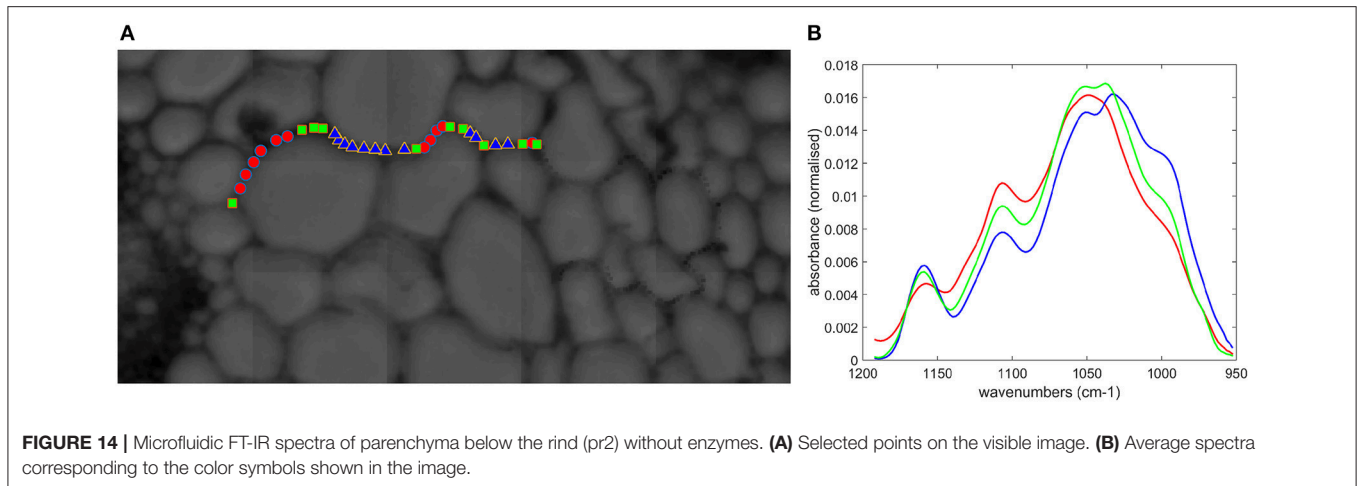 A
B
0.018
0.016
0.014
0.012
0.01
0.008
0.006
0.004
0.002
0
absorbance (normalised)
1200 1150 1100 1050 1000 950
wavenumbers (cm-1)
FIGURE 14 | Microfluidic FT-IR spectra of parenchyma below the rind (pr2) without enzymes. (A) Selected points on the visible image. (B) Average spectra
corresponding to the color symbols shown in the image.